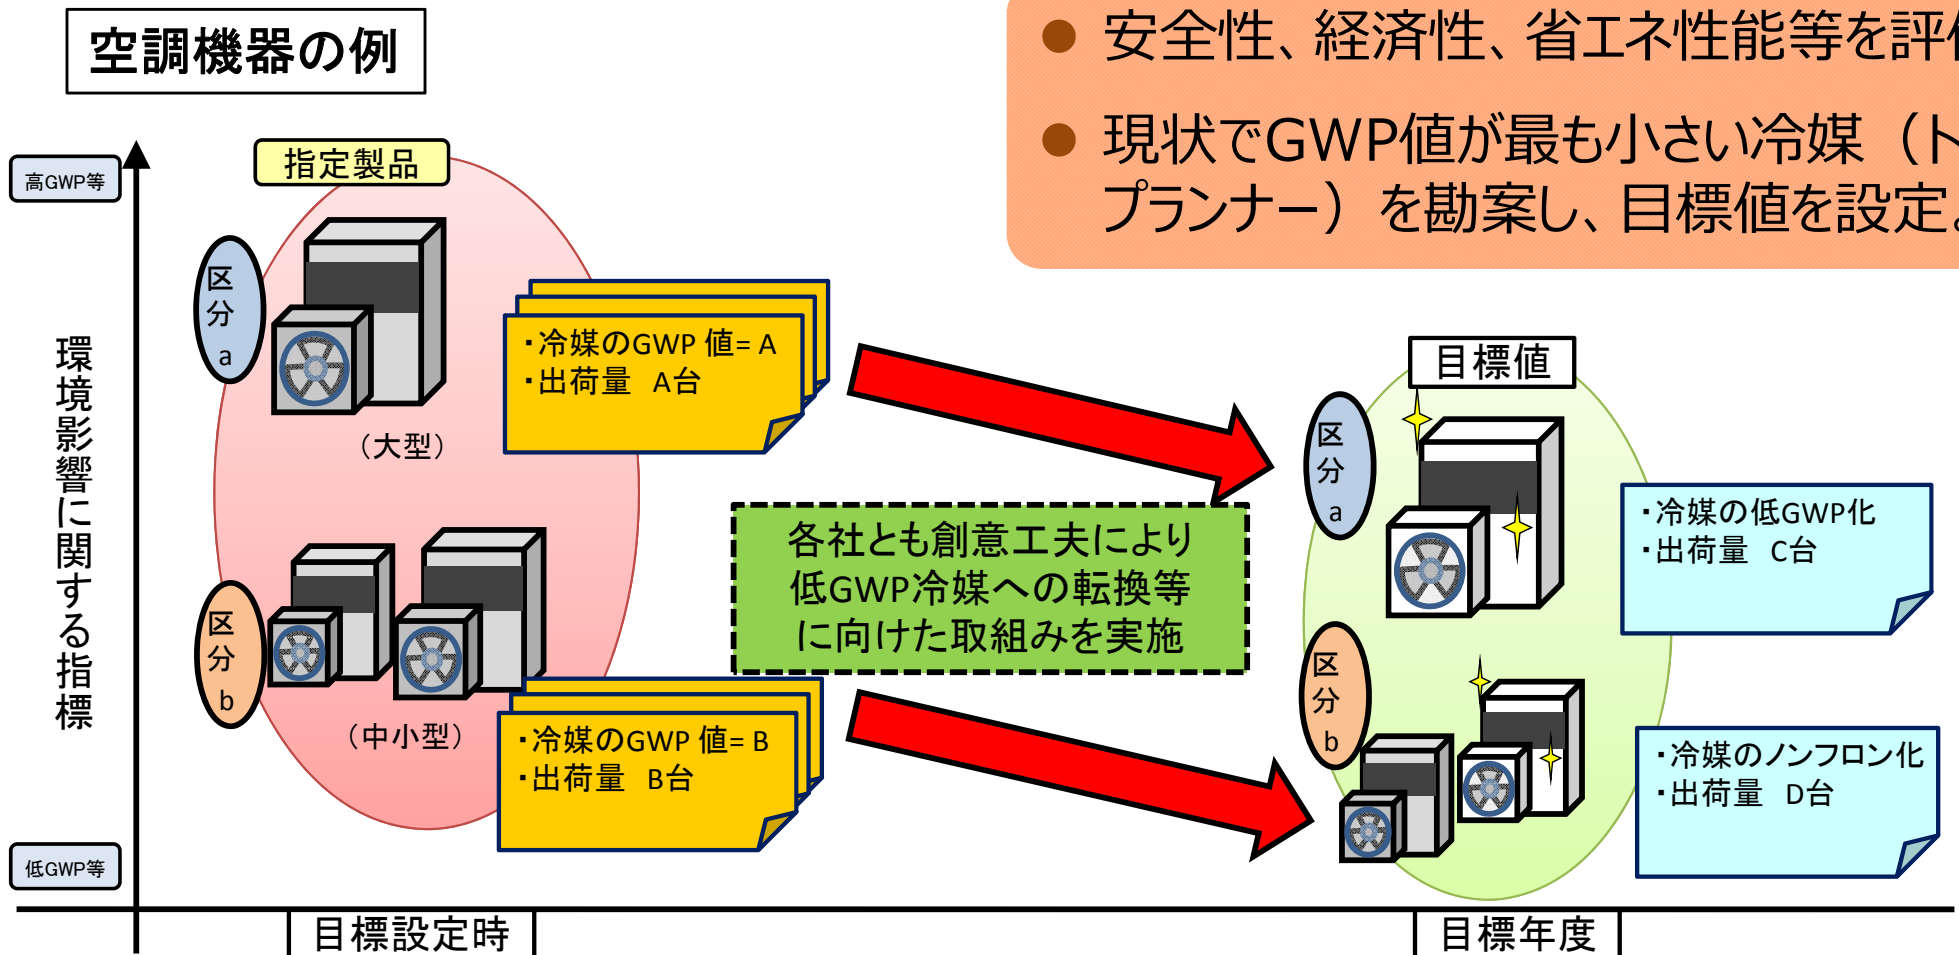 空調機器の例
● 安全性、経済性、省エネ性能等を評
● 現状でGWP値が最も小さい冷媒（ト
プランナー）を勘案し、目標値を設定。
高GWP等
指定製品
環境影響に関する指標
区分a
（大型）
・冷媒のGWP 値= A
・出荷量 A台
区分b
（中小型）
・冷媒のGWP 値= B
・出荷量 B台
各社とも創意工夫により
低GWP冷媒への転換等
に向けた取組みを実施
目標値
区分a
・冷媒の低GWP化
・出荷量 C台
区分b
・冷媒のノンフロン化
・出荷量 D台
低GWP等
目標設定時
目標年度